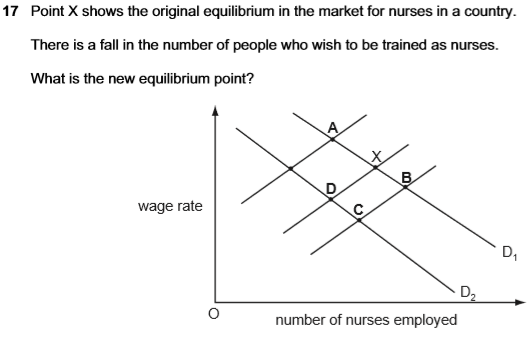 17 Point X shows the original equilibrium in the market for nurses in a country.
There is a fall in the number of people who wish to be trained as nurses.
What is the new equilibrium point?
A
X
B
D
C
wage rate
D1
D2
O
number of nurses employed